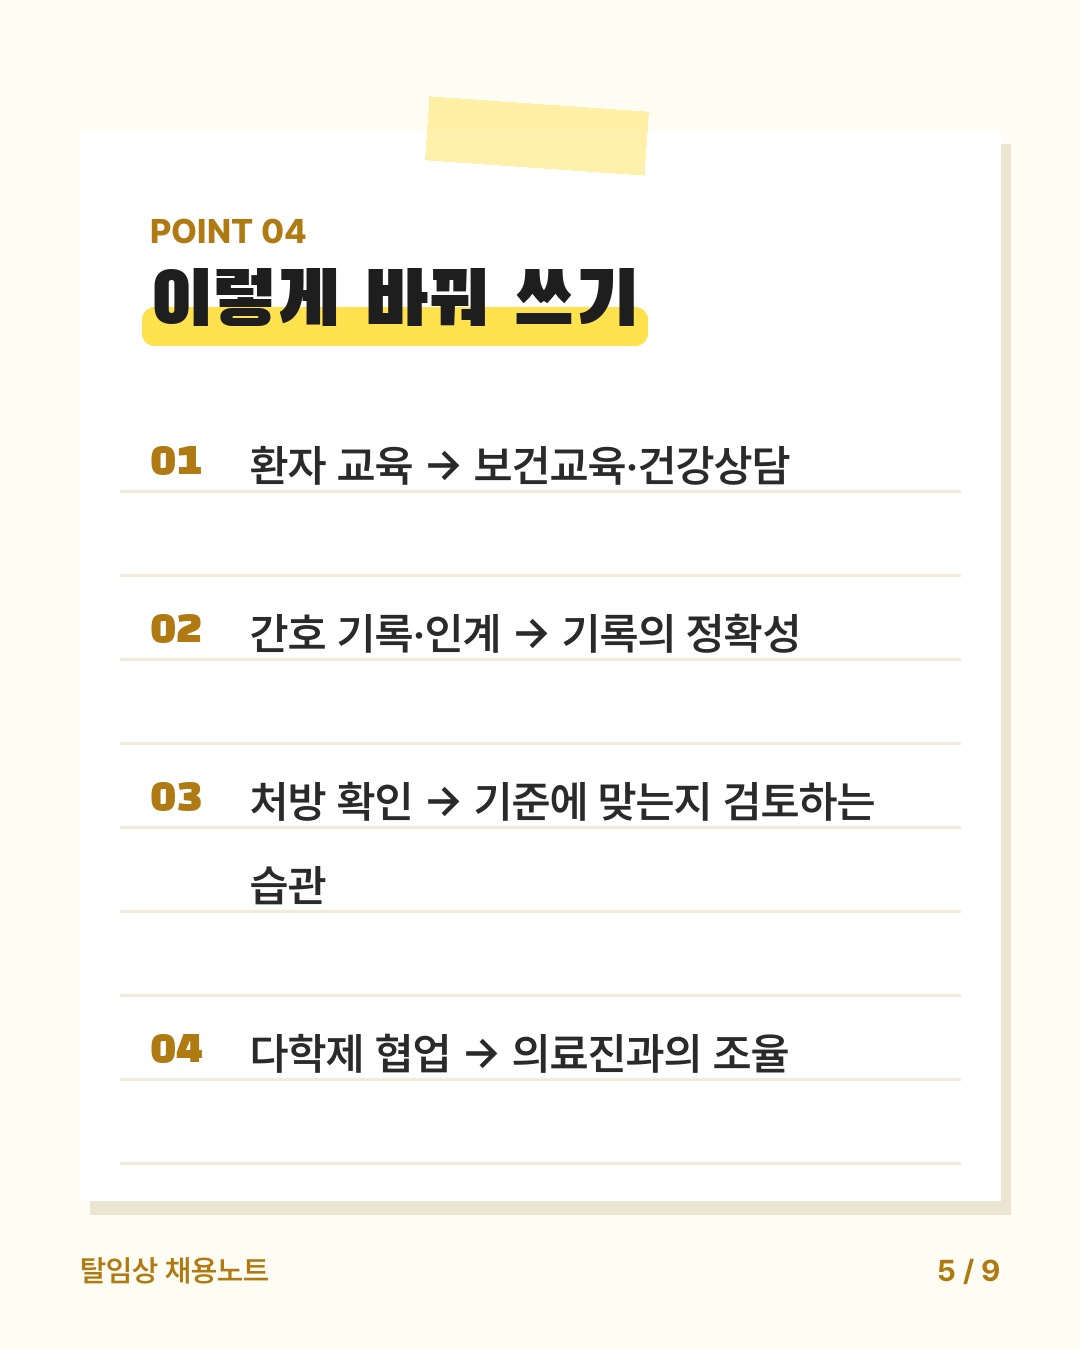 POINT 04
이렇게 바꿔 쓰기
01 환자 교육 → 보건교육·건강상담
02 간호 기록·인계 → 기록의 정확성
03 처방 확인 → 기준에 맞는지 검토하는
습관
04 다학제 협업 → 의료진과의 조율
탈임상 채용노트
5 / 9